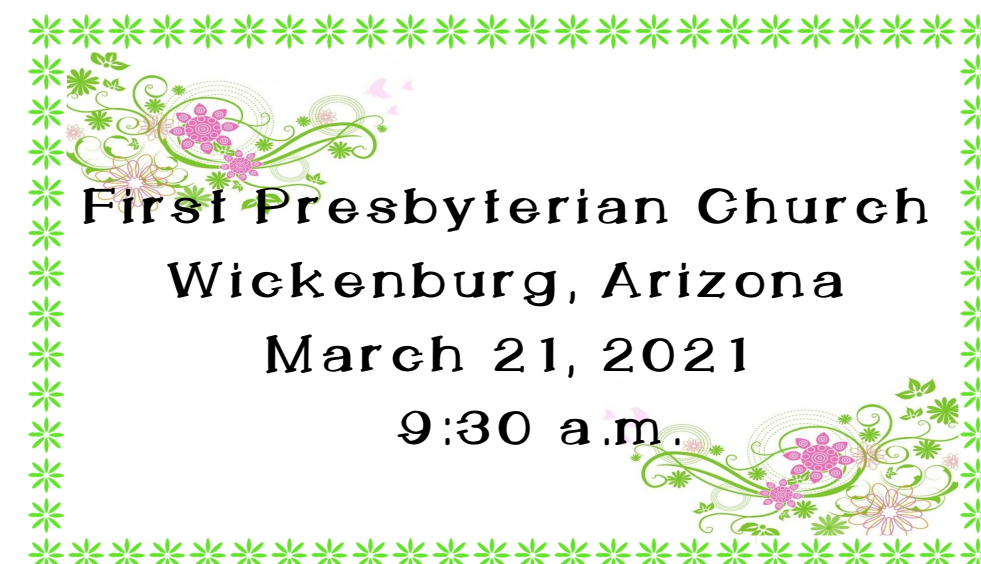 First Presbyterian Church
Wickenburg, Arizona
March 21, 2021
9:30 a.m.